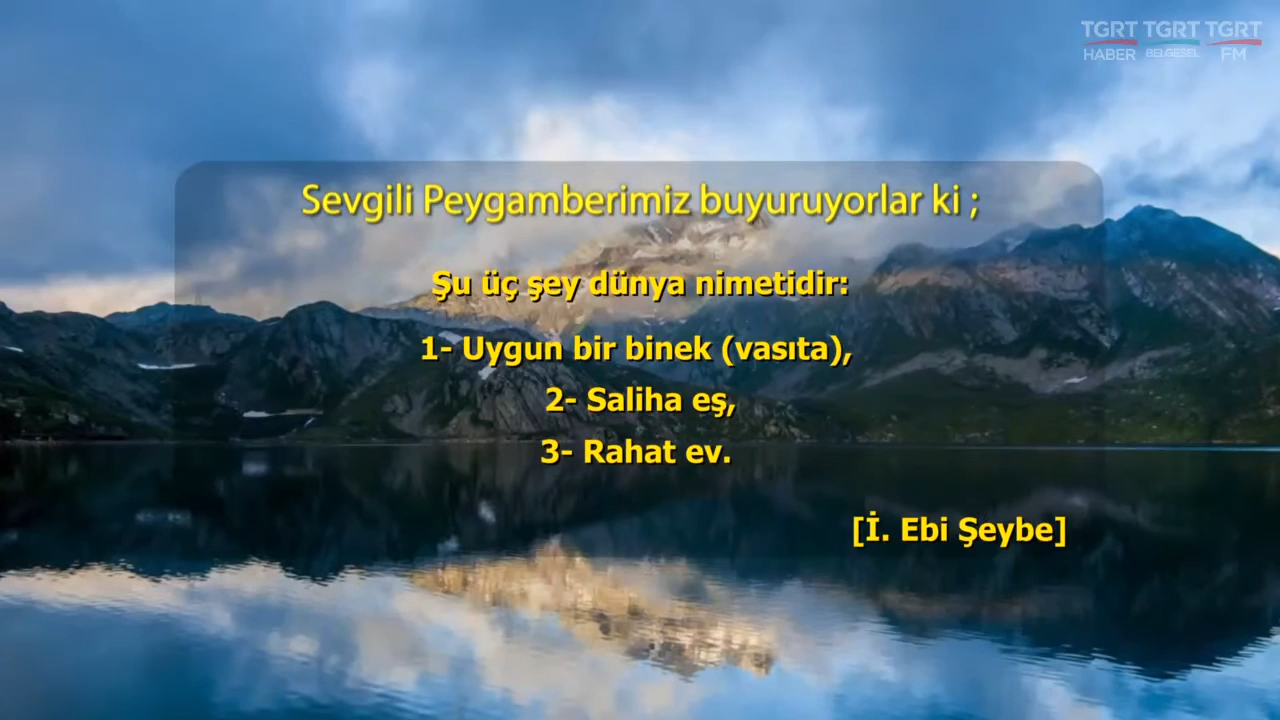 TGRT TGRT TGRT
HABER BELGESEL FM
Sevgili Peygamberimiz buyuruyorlar ki ;
Şu üç şey dünya nimetidir:
1- Uygun bir binek (vasıta),
2- Saliha eş,
3- Rahat ev.
[İ. Ebi Şeybe]